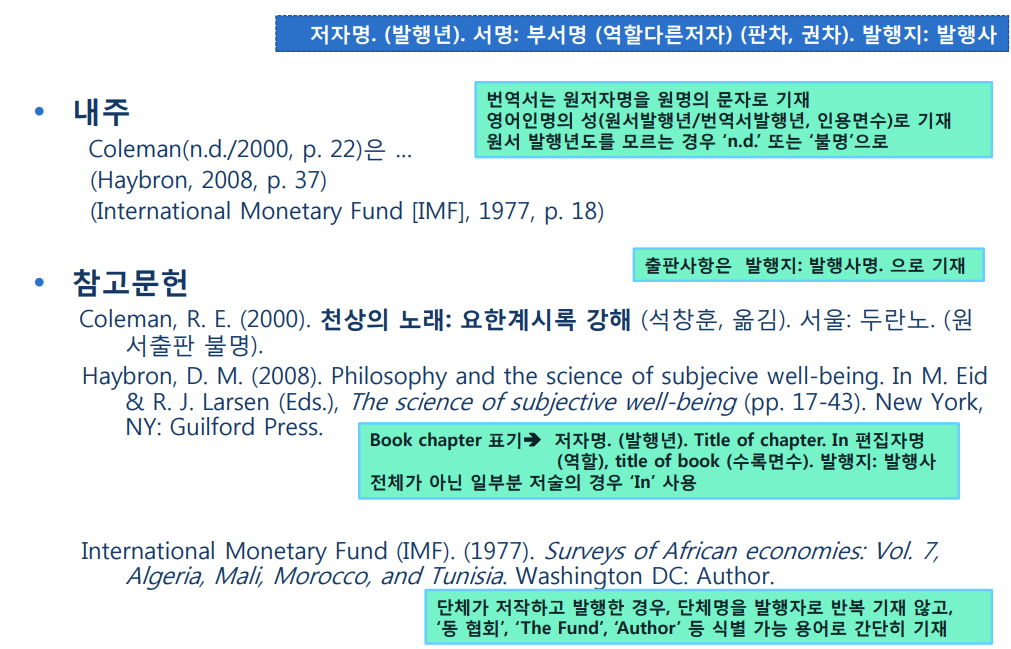 저자명. (발행년). 서명: 부서명 (역할다른저자) (판차, 권차). 발행지: 발행사
• 내주
번역서는 원저자명을 원명의 문자로 기재
영어인명의 성(원서발행년/번역서발행년, 인용면수)로 기재
원서 발행년도를 모르는 경우 ‘n.d.’ 또는 ‘불명’으로
Coleman(n.d./2000, p. 22)은 ...
(Haybron, 2008, p. 37)
(International Monetary Fund [IMF], 1977, p. 18)
출판사항은 발행지: 발행사명. 으로 기재
• 참고문헌
Coleman, R. E. (2000). 천상의 노래: 요한계시록 강해 (석창훈, 옮김). 서울: 두란노. (원
서출판 불명).
Haybron, D. M. (2008). Philosophy and the science of subjecive well-being. In M. Eid
& R. J. Larsen (Eds.), The science of subjective well-being (pp. 17-43). New York,
NY: Guilford Press.
Book chapter 표기➔ 저자명. (발행년). Title of chapter. In 편집자명
(역할), title of book (수록면수). 발행지: 발행사
전체가 아닌 일부분 저술의 경우 ‘In’ 사용
International Monetary Fund (IMF). (1977). Surveys of African economies: Vol. 7,
Algeria, Mali, Morocco, and Tunisia. Washington DC: Author.
단체가 저작하고 발행한 경우, 단체명을 발행자로 반복 기재 않고,
‘동 협회’, ‘The Fund’, ‘Author’ 등 식별 가능 용어로 간단히 기재